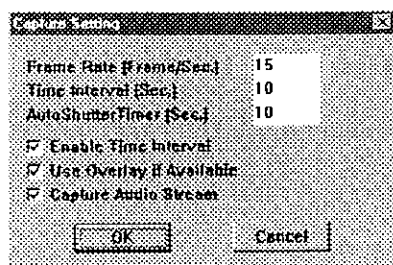 Capture Setting
Frame Rate (Frame/Sec.) 15
Time Interval (Sec.) 10
AutoShutterTimer (Sec.) 10
Enable Time Interval
Use Overlay if Available
Capture Audio Stream
OK Cancel